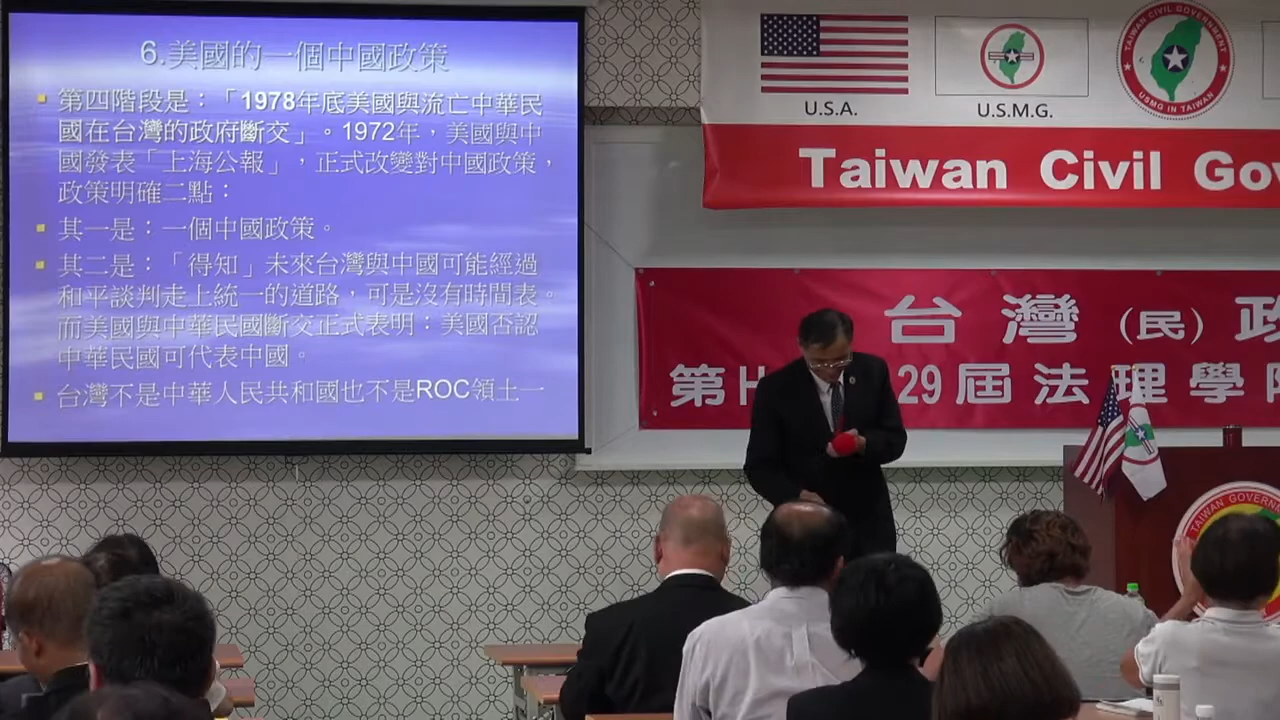 6.美國的一個中國政策
第四階段是：「1978年底美國與流亡中華民
國在台灣的政府斷交」。1972年，美國與中
國發表「上海公報」，正式改變對中國政策，
政策明確二點：
其一是：一個中國政策。
其二是：「得知」未來台灣與中國可能經過
和平談判走上統一的道路，可是沒有時間表。
而美國與中華民國斷交正式表明：美國否認
中華民國可代表中國。
台灣不是中華人民共和國也不是ROC領土一
U.S.A.
U.S.M.G.
TAIWAN CIVIL GOVERNMENT
USMG IN TAIWAN
Taiwan Civil Go
台灣（民）政
第H
29屆法理學院
TAIWAN GOVERN